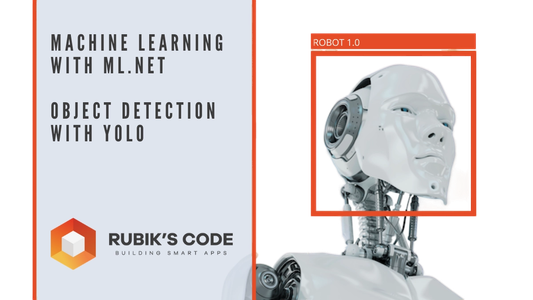 MACHINE LEARNING
WITH ML.NET
OBJECT DETECTION
WITH YOLO
RUBIK'S CODE
BUILDING SMART APPS
ROBOT 1.0